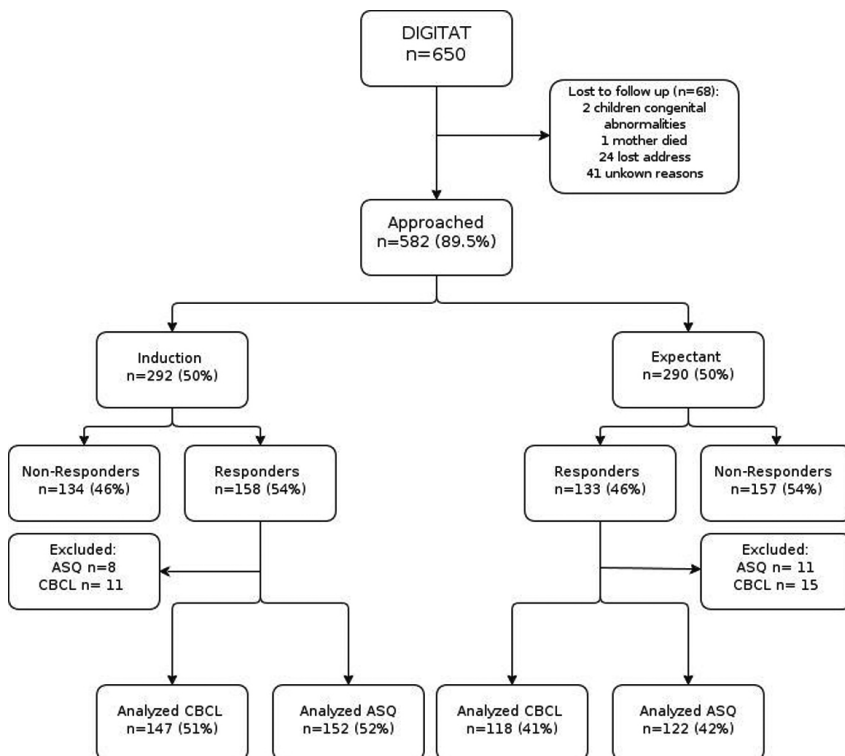 DIGITAT
n=650
Lost to follow up (n=68):
2 children congenital
abnormalities
1 mother died
24 lost address
41 unkown reasons
Approached
n=582 (89.5%)
Induction
n=292 (50%)
Expectant
n=290 (50%)
Non-Responders
n=134 (46%)
Responders
n=158 (54%)
Responders
n=133 (46%)
Non-Responders
n=157 (54%)
Excluded:
ASQ n=8
CBCL n= 11
Excluded:
ASQ n= 11
CBCL n= 15
Analyzed CBCL
n=147 (51%)
Analyzed ASQ
n=152 (52%)
Analyzed CBCL
n=118 (41%)
Analyzed ASQ
n=122 (42%)